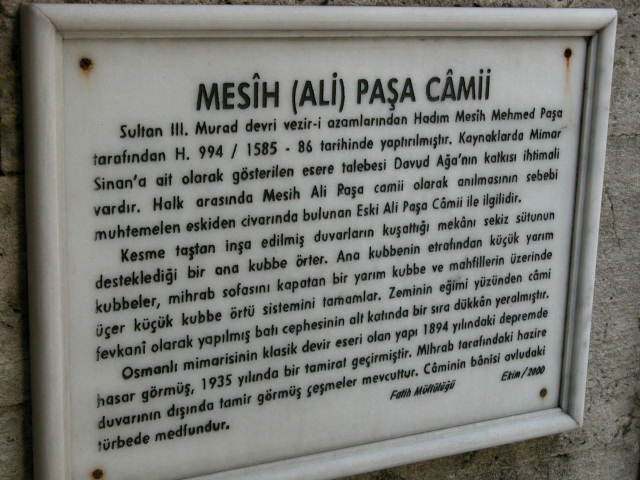 MESÎH (ALİ) PAŞA CÂMİİ
Sultan III. Murad devri vezir-i azamlarından Hadım Mesîh Mehmed Paşa
tarafından H. 994 / 1585 - 86 tarihinde yaptırılmıştır. Kaynaklarda Mimar
Sinan'a ait olarak gösterilen esere talebesi Davud Ağa'nın katkısı ihtimali
vardır. Halk arasında Mesih Ali Paşa camii olarak anılmasının sebebi
muhtemelen eskiden civarında bulunan Eski Ali Paşa Câmii ile ilgilidir.
Kesme taştan inşa edilmiş duvarların kuşattığı mekânı sekiz sütunun
desteklediği bir ana kubbe örter. Ana kubbenin etrafından küçük yarım
kubbeler, mihrab sofasını kapatan bir yarım kubbe ve mahfillerin üzerinde
üçer küçük kubbe örtü sistemini tamamlar. Zeminin eğimi yüzünden câmi
fevkanî olarak yapılmış batı cephesinin alt katında bir sıra dükkân yeralmıştır.
Osmanlı mimarisinin klasik devir eseri olan yapı 1894 yılındaki depremde
hasar görmüş, 1935 yılında bir tamirat geçirmiştir. Mihrab tarafındaki hazire
duvarının dışında tamir görmüş çeşmeler mevcuttur. Câminin bânisi avludaki
türbede medfundur.
Fatih Müftülüğü
Ekim/2000